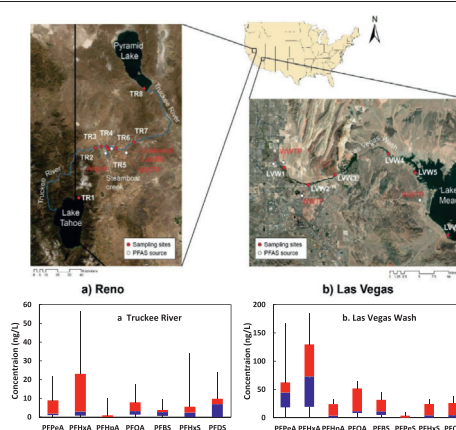 N
Pyramid
Lake
Truckee River
TR8
TR3 TR4 TR6 TR7
TR2
TR5
Steamboat
creek
Truckee River
TR1
Lake
Tahoe
Sampling sites
PFAS source
a) Reno
LVW1
LVW2
LVW3
LVW4
LVW5
Lake
Mead
Sampling sites
PFAS source
b) Las Vegas
a Truckee River
Concentraion (ng/L)
60
50
40
30
20
10
0
PFPeA PFHxA PFHpA PFOA PFBS PFHxS PFDS
b. Las Vegas Wash
Concentraion (ng/L)
200
150
100
50
0
PFPeA PFHxA PFHpA PFOA PFBS PFPeS PFHxS